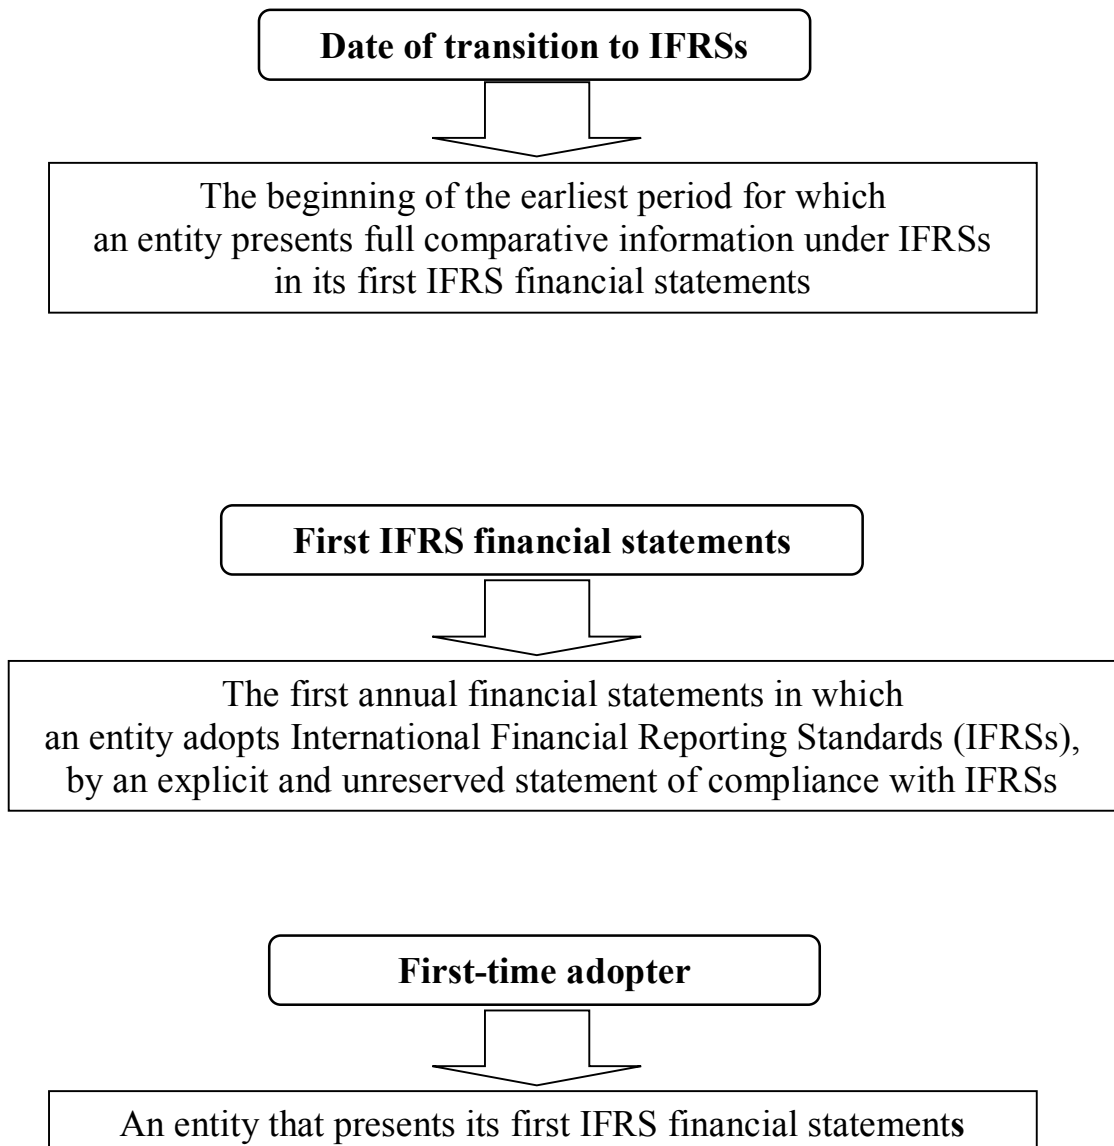 Date of transition to IFRSs
The beginning of the earliest period for which
an entity presents full comparative information under IFRSs
in its first IFRS financial statements
First IFRS financial statements
The first annual financial statements in which
an entity adopts International Financial Reporting Standards (IFRSs),
by an explicit and unreserved statement of compliance with IFRSs
First-time adopter
An entity that presents its first IFRS financial statements